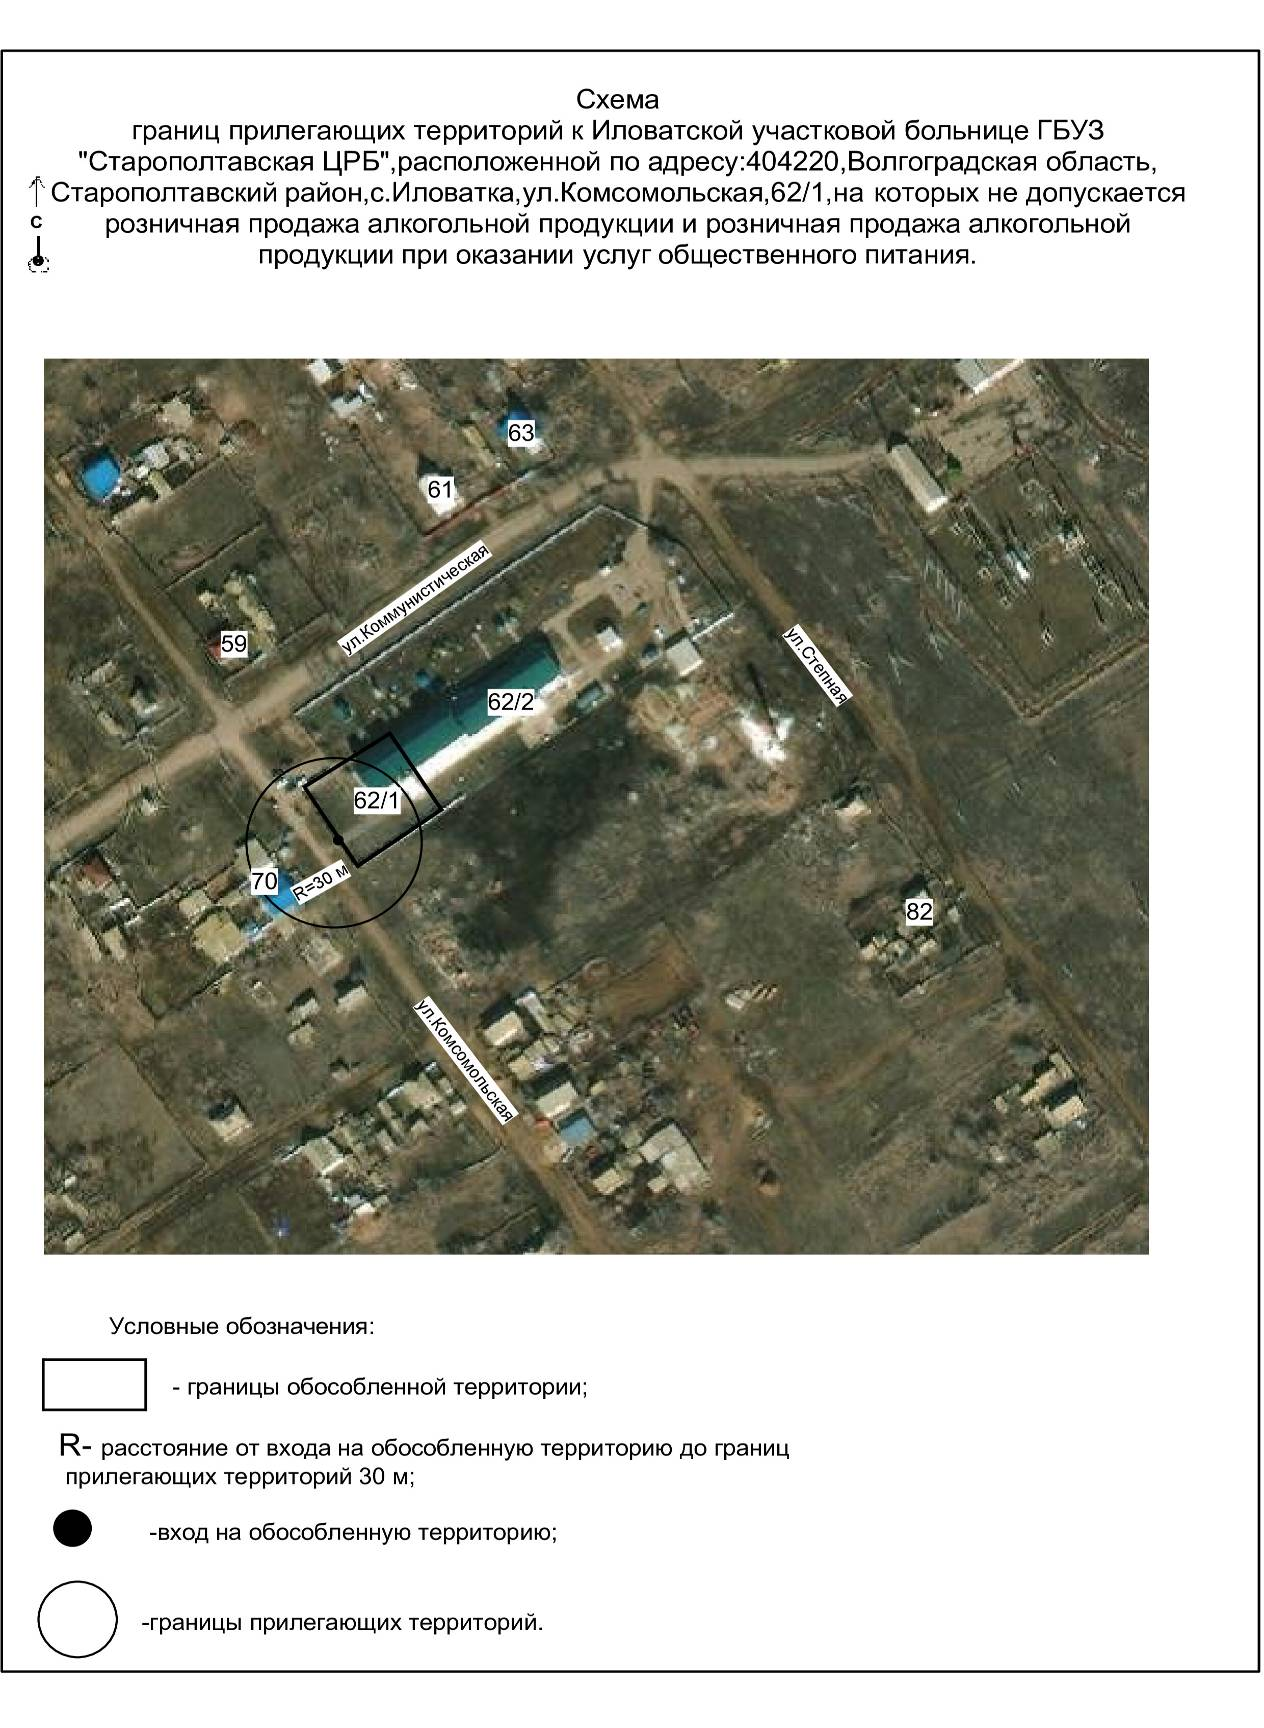 Схема
границ прилегающих территорий к Иловатской участковой больнице ГБУЗ
"Старополтавская ЦРБ",расположенной по адресу:404220,Волгоградская область,
Старополтавский район,с.Иловатка,ул.Комсомольская,62/1,на которых не допускается
розничная продажа алкогольной продукции и розничная продажа алкогольной
продукции при оказании услуг общественного питания.
с
63
61
ул.Коммунистическая
59
ул.Степная
62/2
62/1
70
R=30 м
82
ул.Комсомольская
Условные обозначения:
- границы обособленной территории;
R- расстояние от входа на обособленную территорию до границ
прилегающих территорий 30 м;
-вход на обособленную территорию;
-границы прилегающих территорий.